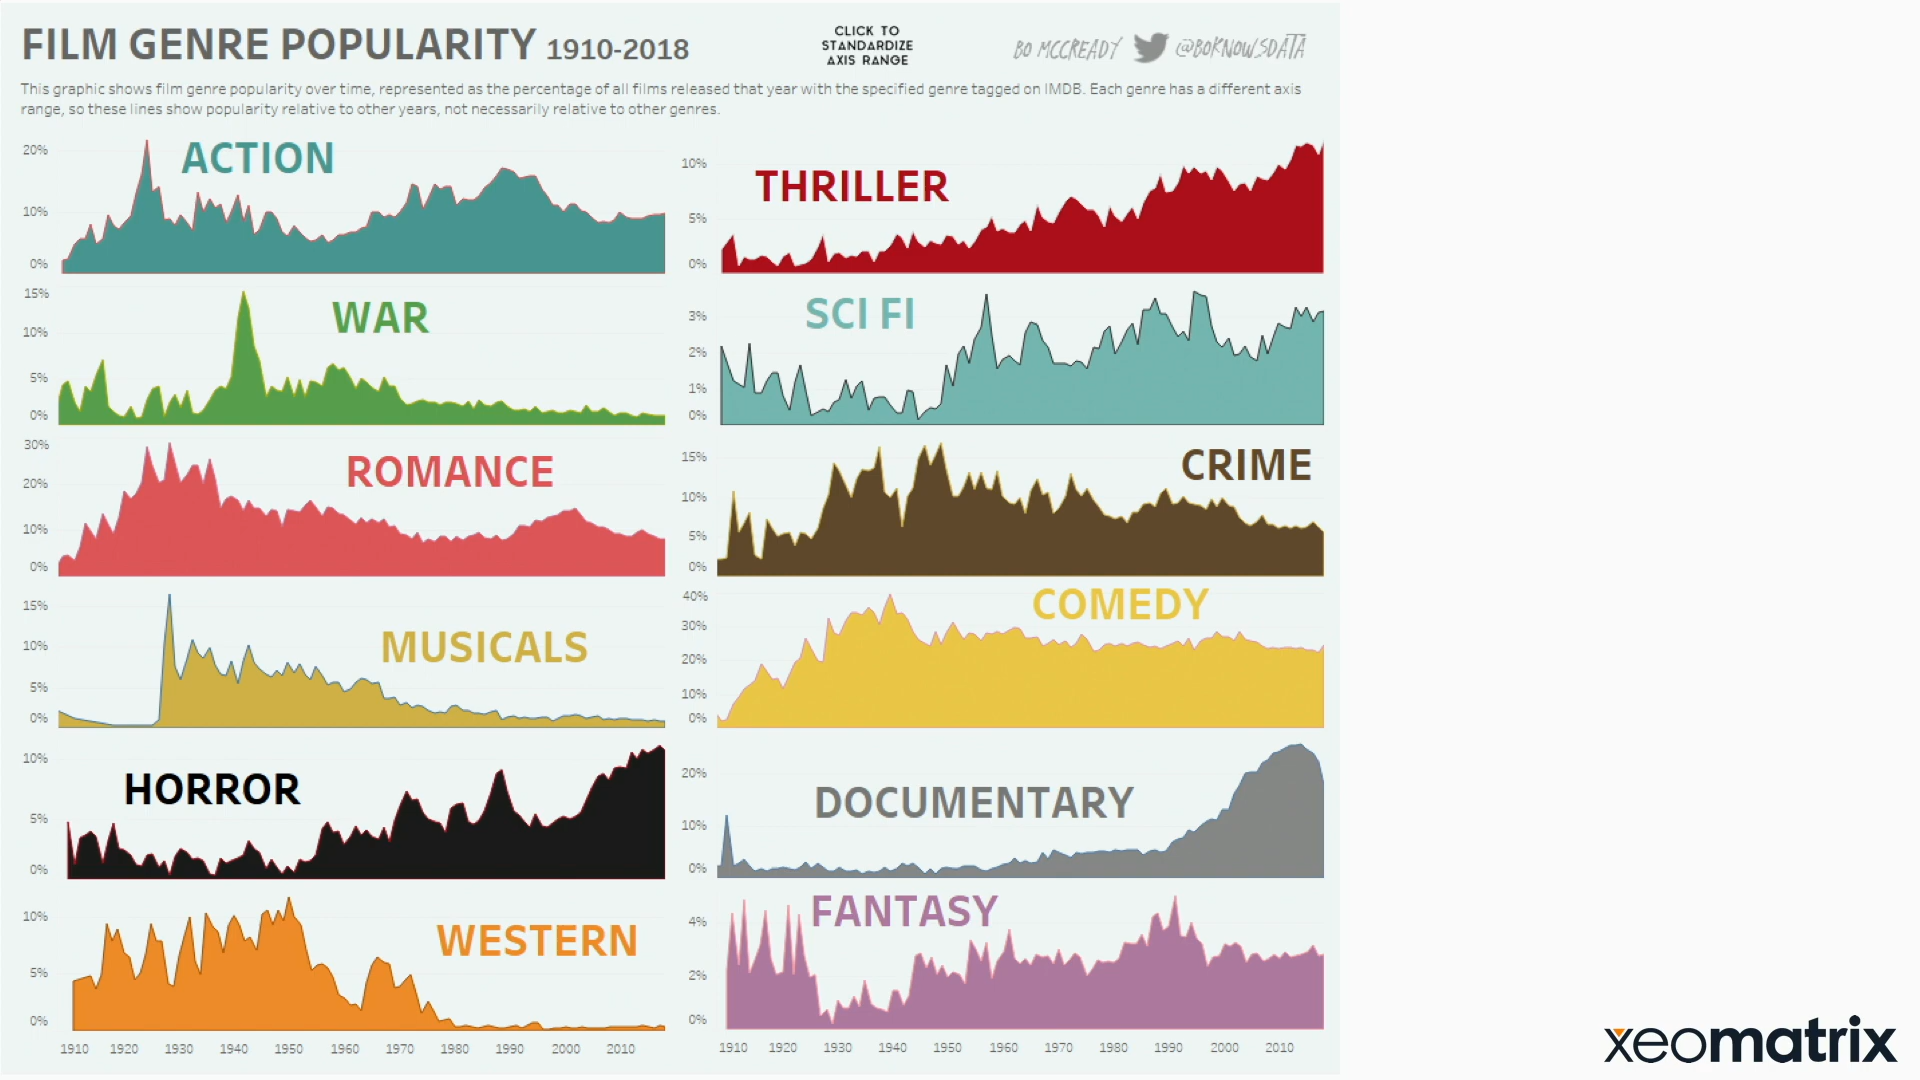 FILM GENRE POPULARITY 1910-2018
CLICK TO
STANDARDIZE
AXIS RANGE
BO MCCREADY @BOKNOWSDATA
This graphic shows film genre popularity over time, represented as the percentage of all films released that year with the specified genre tagged on IMDB. Each genre has a different axis
range, so these lines show popularity relative to other years, not necessarily relative to other genres.
ACTION
20%
10%
0%
THRILLER
10%
5%
0%
WAR
15%
10%
5%
0%
SCI FI
3%
2%
1%
0%
ROMANCE
30%
20%
10%
0%
CRIME
15%
10%
5%
0%
MUSICALS
15%
10%
5%
0%
COMEDY
40%
30%
20%
10%
0%
HORROR
10%
5%
0%
DOCUMENTARY
20%
10%
0%
WESTERN
10%
5%
0%
FANTASY
4%
2%
0%
1910 1920 1930 1940 1950 1960 1970 1980 1990 2000 2010
1910 1920 1930 1940 1950 1960 1970 1980 1990 2000 2010
xeomatrix